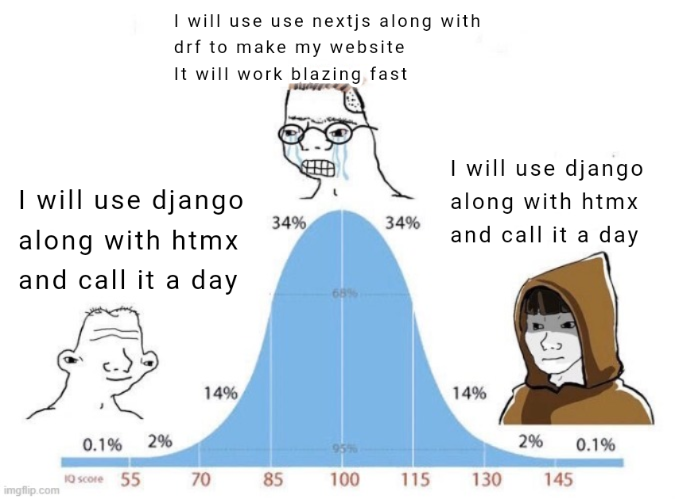 I will use use nextjs along with
drf to make my website
It will work blazing fast
I will use django
along with htmx
and call it a day
I will use django
along with htmx
and call it a day
34%
34%
68%
14%
14%
95%
0.1%
2%
2%
0.1%
IQ score
55
70
85
100
115
130
145
imgflip.com